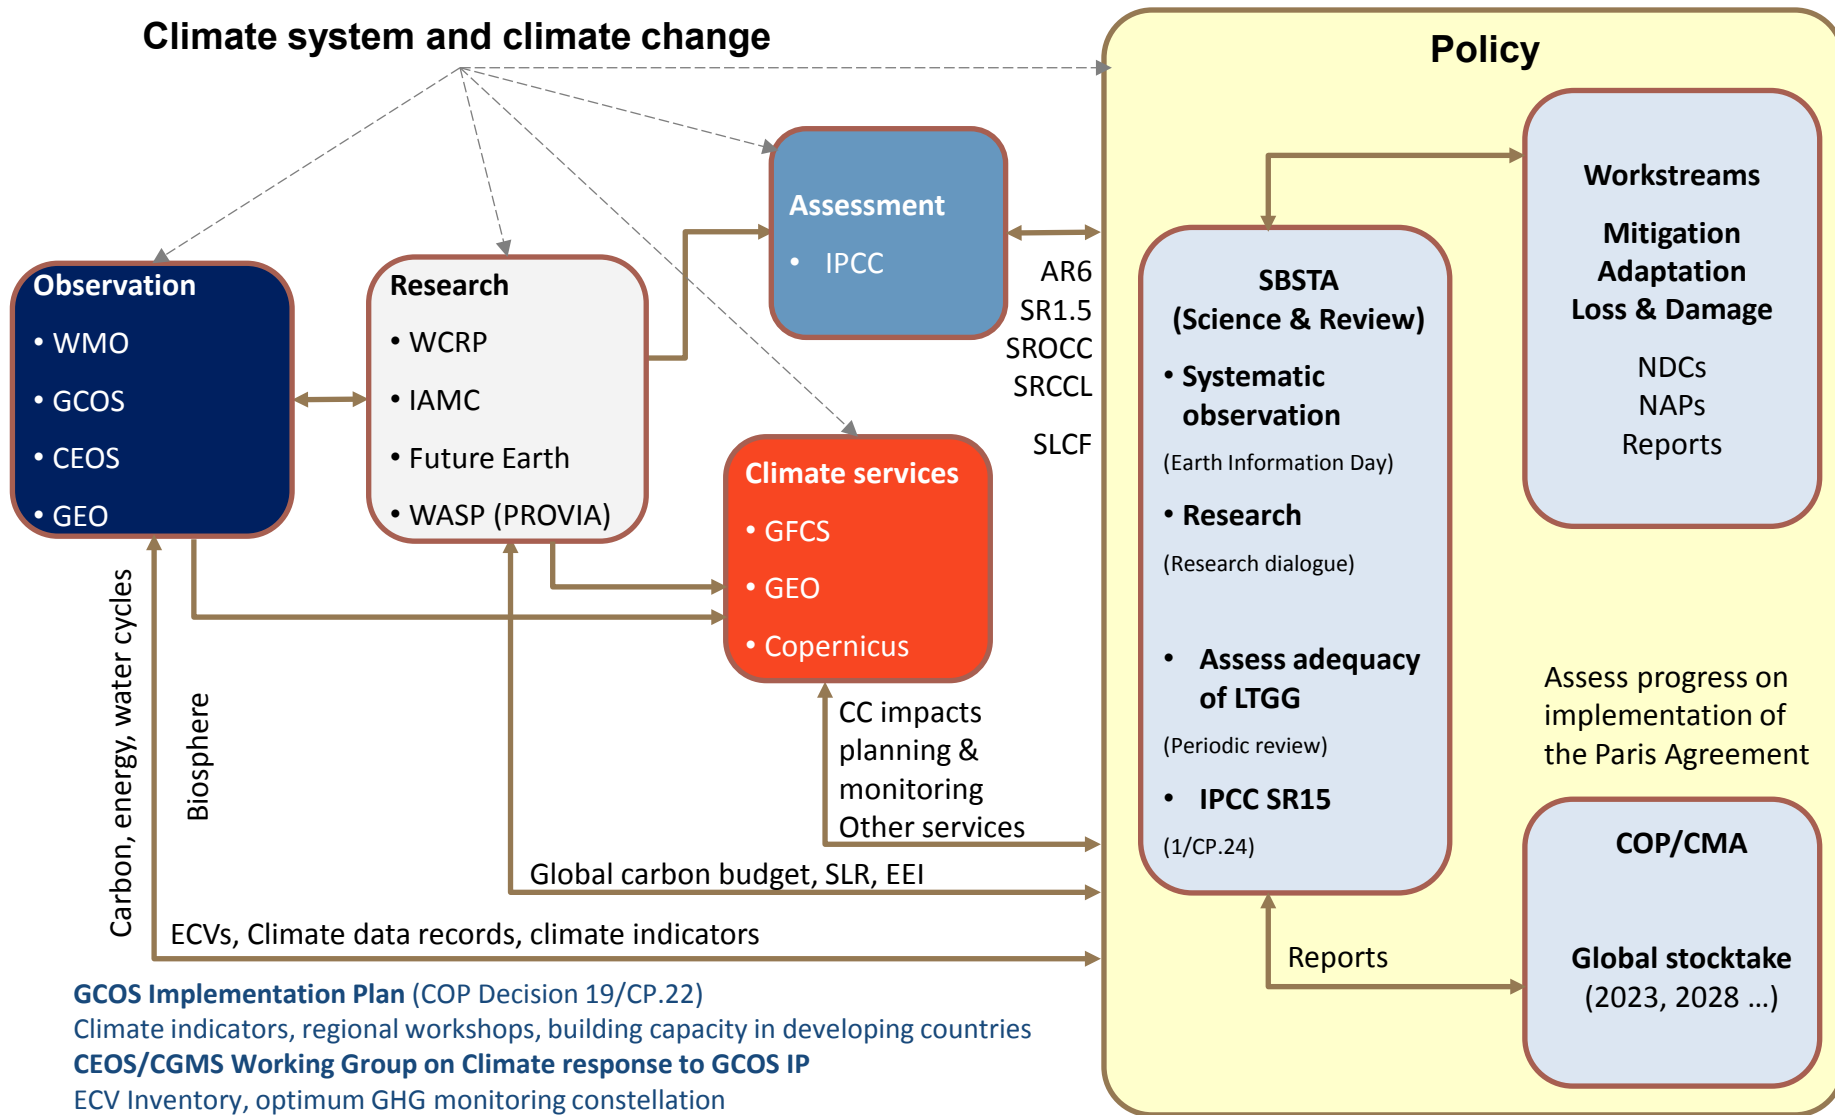 Climate system and climate change
Policy
Observation
• WMO
• GCOS
• CEOS
• GEO
Research
• WCRP
• IAMC
• Future Earth
• WASP (PROVIA)
Assessment
• IPCC
AR6
SR1.5
SROCC
SRCCL
SLCF
Climate services
• GFCS
• GEO
• Copernicus
CC impacts
planning &
monitoring
Other services
Global carbon budget, SLR, EEI
ECVs, Climate data records, climate indicators
Carbon, energy, water cycles
Biosphere
SBSTA
(Science & Review)
• Systematic
observation
(Earth Information Day)
• Research
(Research dialogue)
• Assess adequacy
of LTGG
(Periodic review)
• IPCC SR15
(1/CP.24)
Workstreams
Mitigation
Adaptation
Loss & Damage
NDCs
NAPs
Reports
Assess progress on
implementation of
the Paris Agreement
COP/CMA
Global stocktake
(2023, 2028 ...)
Reports
GCOS Implementation Plan (COP Decision 19/CP.22)
Climate indicators, regional workshops, building capacity in developing countries
CEOS/CGMS Working Group on Climate response to GCOS IP
ECV Inventory, optimum GHG monitoring constellation